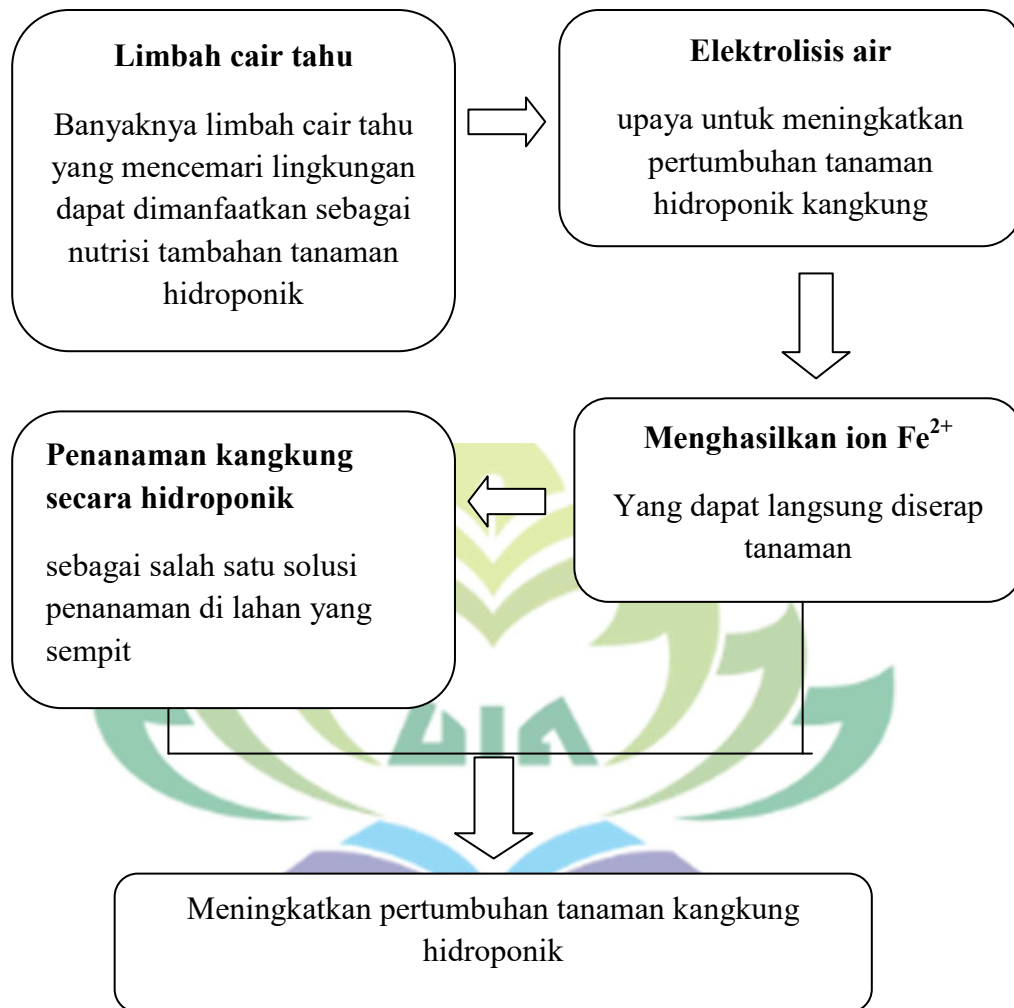 Limbah cair tahu
Banyaknya limbah cair tahu
yang mencemari lingkungan
dapat dimanfaatkan sebagai
nutrisi tambahan tanaman
hidroponik
Elektrolisis air
upaya untuk meningkatkan
pertumbuhan tanaman
hidroponik kangkung
Menghasilkan ion Fe²⁺
Yang dapat langsung diserap
tanaman
Penanaman kangkung
secara hidroponik
sebagai salah satu solusi
penanaman di lahan yang
sempit
Meningkatkan pertumbuhan tanaman kangkung
hidroponik